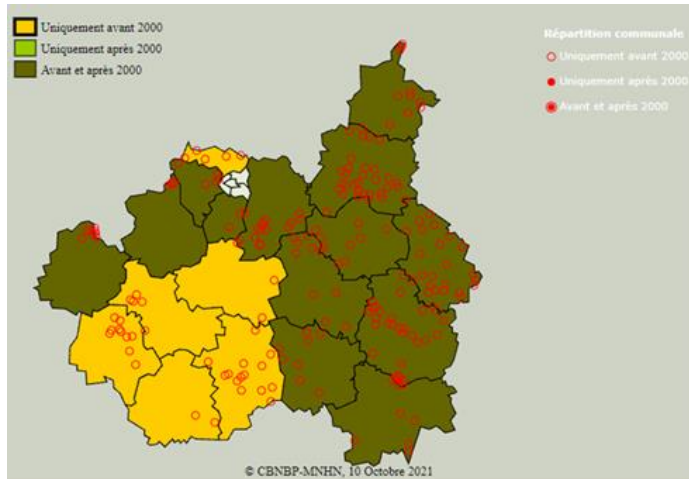 Uniquement avant 2000
Uniquement après 2000
Avant et après 2000
Répartition communale
Uniquement avant 2000
Uniquement après 2000
Avant et après 2000
© CBNBP-MNHN, 10 Octobre 2021